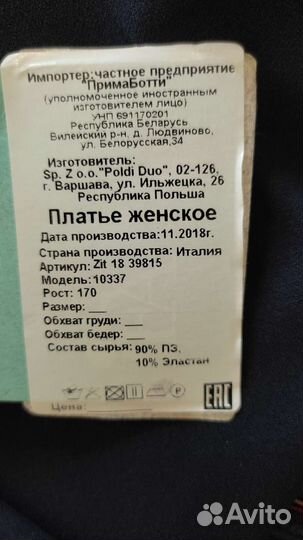 Импортер:частное предприятие
"ПримаБотти"
(уполномоченное иностранным
изготовителем лицо)
УНП 691170201
Республика Беларусь
Вилейский р-н, д. Людвиново,
ул. Белорусская,34
Изготовитель:
Sp. Z o.o."Poldi Duo", 02-126,
г. Варшава, ул. Ильжецка, 26
Республика Польша
Платье женское
Дата производства:11.2018г.
Страна производства: Италия
Артикул: Zit 18 39815
Модель: 10337
Рост: 170
Размер: ___
Обхват груди: ___
Обхват бедер: ___
Состав сырья: 90% ПЭ,
10% Эластан
P
EAC
Цена:
Avito